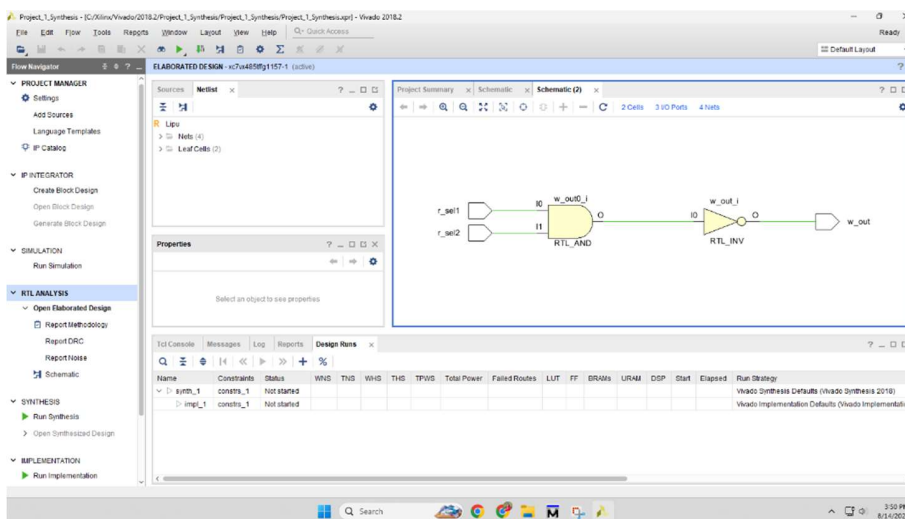 Project_1_Synthesis - [C:/Xilinx/Vivado/2018.2/Project_1_Synthesis/Project_1_Synthesis/Project_1_Synthesis.xpr] - Vivado 2018.2
File Edit Flow Tools Reports Window Layout View Help Quick Access Ready
Default Layout
Flow Navigator
ELABORATED DESIGN - (active)
PROJECT MANAGER
Settings
Add Sources
Language Templates
IP Catalog
IP INTEGRATOR
Create Block Design
Open Block Design
Generate Block Design
SIMULATION
Run Simulation
RTL ANALYSIS
Open Elaborated Design
Report Methodology
Report DRC
Report Noise
Schematic
SYNTHESIS
Run Synthesis
Open Synthesized Design
IMPLEMENTATION
Run Implementation
Sources Netlist
R Lipu
Nets (4)
Leaf Cells (2)
Properties
Select an object to see properties
Project Summary Schematic Schematic (2)
2 Cells 3 I/O Ports 4 Nets
w_out0_i w_out_i
r_sel1 I0 O I0 O w_out
r_sel2 I1
RTL_AND RTL_INV
Tcl Console Messages Log Reports Design Runs
Name Constraints Status WNS TNS WHS THS TPWS Total Power Failed Routes LUT FF BRAMs URAM DSP Start Elapsed Run Strategy
synth_1 constrs_1 Not started Vivado Synthesis Defaults (Vivado Synthesis 2018)
impl_1 constrs_1 Not started Vivado Implementation Defaults (Vivado Implementati
Search
3:50 PM
8/14/202